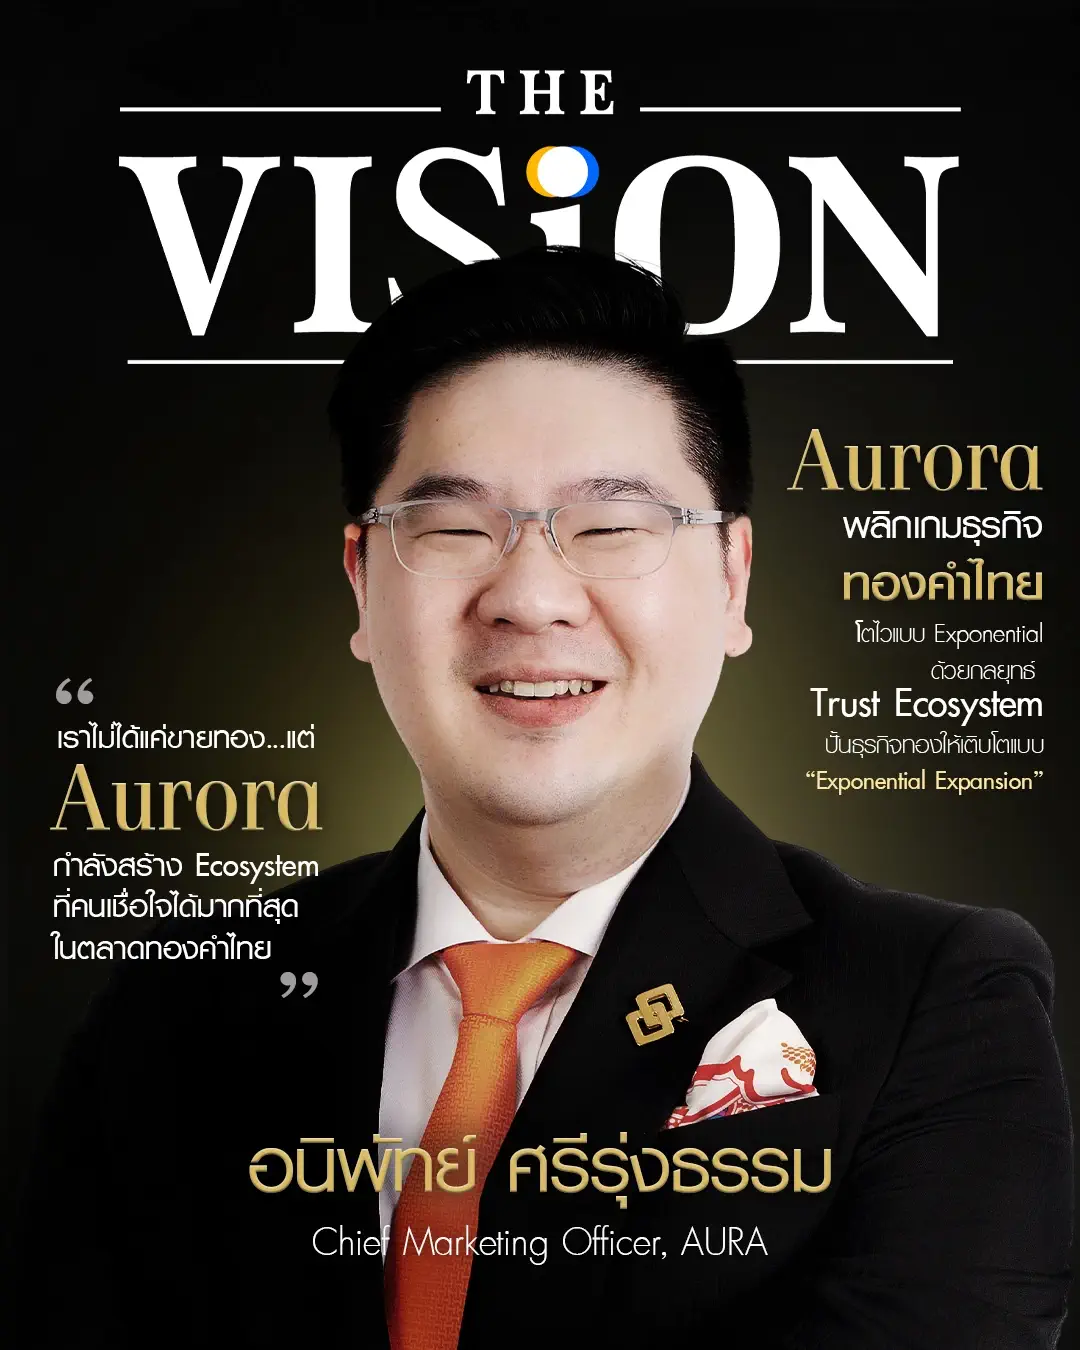 THE
VISiON
Aurora
พลิกเกมธุรกิจ
ทองคำไทย
โตไวแบบ Exponential
ด้วยกลยุทธ์
Trust Ecosystem
ปั้นธุรกิจทองให้เติบโตแบบ
“Exponential Expansion”
“
เราไม่ได้แค่ขายทอง...แต่
Aurora
กำลังสร้าง Ecosystem
ที่คนเชื่อใจได้มากที่สุด
ในตลาดทองคำไทย
”
อนิพัทย์ ศรีรุ่งธรรม
Chief Marketing Officer, AURA